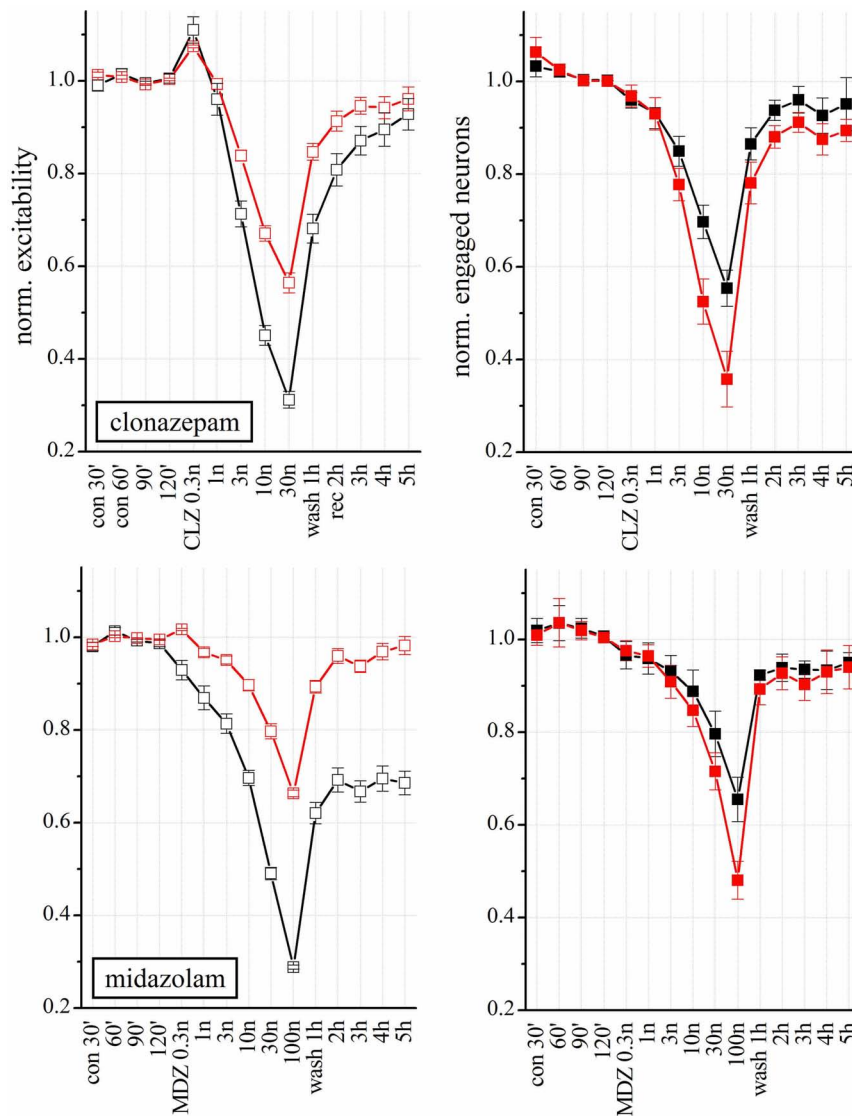 norm. excitability
1.0
0.8
0.6
0.4
0.2
clonazepam
con 30'
con 60'
90'
120'
CLZ 0.3n
1n
3n
10n
30n
wash 1h
rec 2h
3h
4h
5h
norm. engaged neurons
1.0
0.8
0.6
0.4
0.2
con 30'
60'
90'
120'
CLZ 0.3n
1n
3n
10n
30n
wash 1h
2h
3h
4h
5h
1.0
0.8
0.6
0.4
0.2
midazolam
con 30'
60'
90'
120'
MDZ 0.3n
1n
3n
10n
30n
100n
wash 1h
2h
3h
4h
5h
1.0
0.8
0.6
0.4
0.2
con 30'
60'
90'
120'
MDZ 0.3n
1n
3n
10n
30n
100n
wash 1h
2h
3h
4h
5h